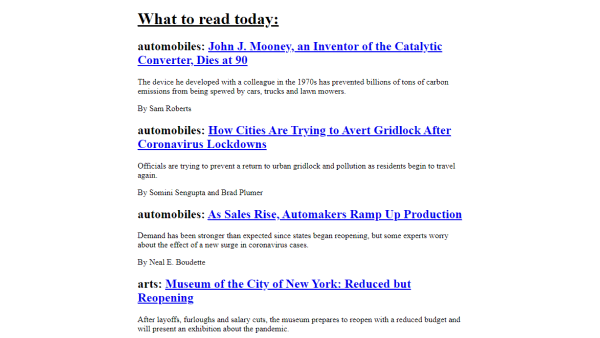 What to read today:
automobiles: John J. Mooney, an Inventor of the Catalytic
Converter, Dies at 90
The device he developed with a colleague in the 1970s has prevented billions of tons of carbon
emissions from being spewed by cars, trucks and lawn mowers.
By Sam Roberts
automobiles: How Cities Are Trying to Avert Gridlock After
Coronavirus Lockdowns
Officials are trying to prevent a return to urban gridlock and pollution as residents begin to travel
again.
By Somini Sengupta and Brad Plumer
automobiles: As Sales Rise, Automakers Ramp Up Production
Demand has been stronger than expected since states began reopening, but some experts worry
about the effect of a new surge in coronavirus cases.
By Neal E. Boudette
arts: Museum of the City of New York: Reduced but
Reopening
After layoffs, furloughs and salary cuts, the museum prepares to reopen with a reduced budget and
will present an exhibition about the pandemic.